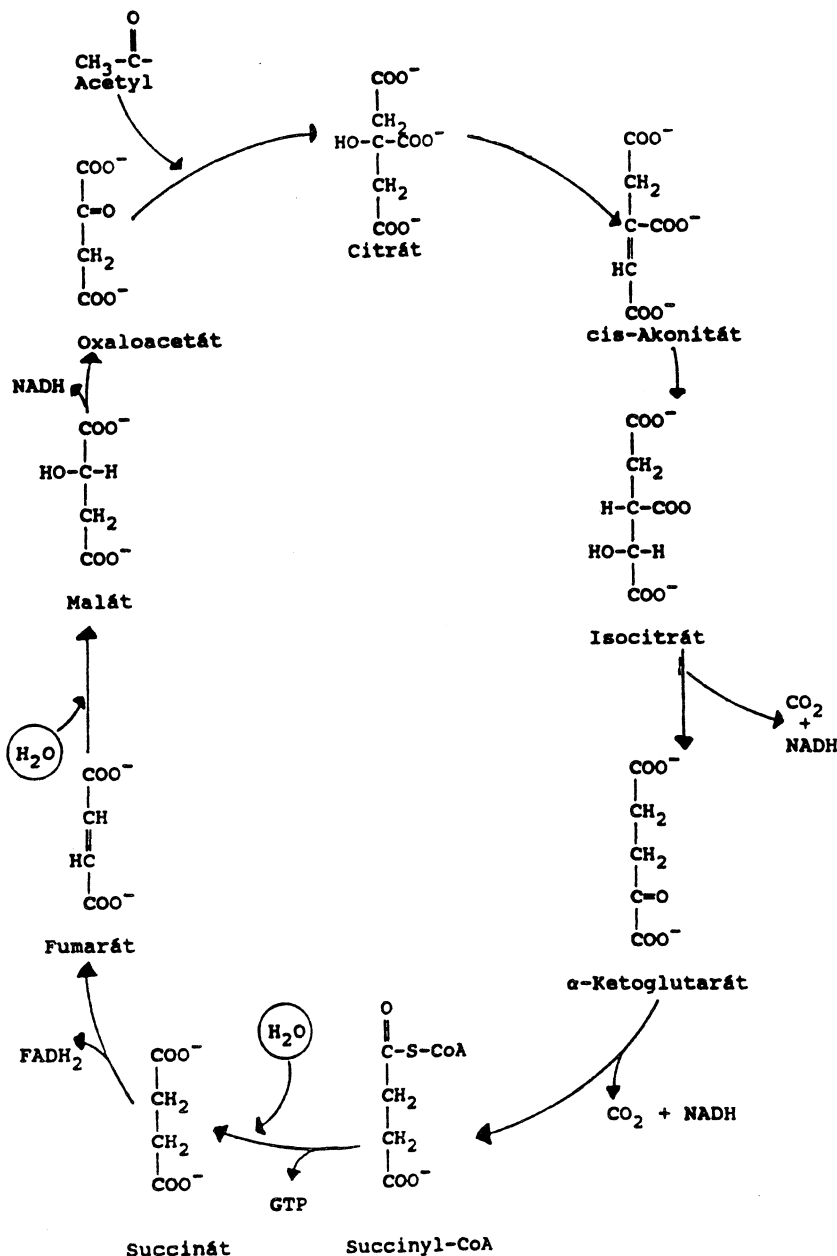 O
CH₃-C-
Acetyl
COO⁻
CH₂
HO-C-COO⁻
CH₂
COO⁻
Citrát
COO⁻
CH₂
C-COO⁻
HC
COO⁻
cis-Akonitát
COO⁻
CH₂
H-C-COO
HO-C-H
COO⁻
Isocitrát
CO₂
+
NADH
COO⁻
CH₂
CH₂
C=O
COO⁻
α-Ketoglutarát
CO₂ + NADH
O
C-S-CoA
CH₂
CH₂
COO⁻
Succinyl-CoA
H₂O
GTP
COO⁻
CH₂
CH₂
COO⁻
Succinát
FADH₂
COO⁻
CH
HC
COO⁻
Fumarát
H₂O
COO⁻
HO-C-H
CH₂
COO⁻
Malát
NADH
COO⁻
C=O
CH₂
COO⁻
Oxaloacetát